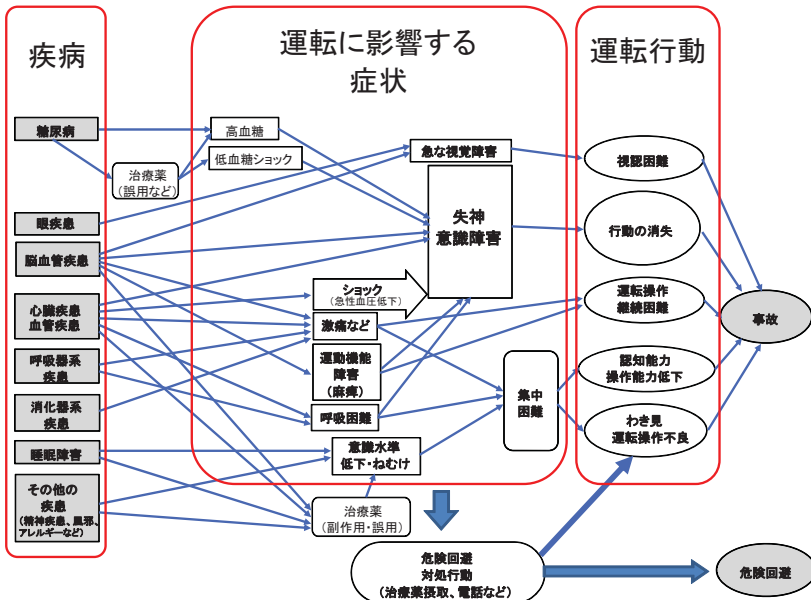 疾病
運転に影響する
症状
運転行動
糖尿病
治療薬
(誤用など)
高血糖
低血糖ショック
急な視覚障害
視認困難
眼疾患
脳血管疾患
失神
意識障害
行動の消失
心臓疾患
血管疾患
ショック
(急性血圧低下)
激痛など
運転操作
継続困難
事故
呼吸器系
疾患
運動機能
障害
(麻痺)
認知能力
操作能力低下
消化器系
疾患
呼吸困難
集中
困難
わき見
運転操作不良
睡眠障害
意識水準
低下・ねむけ
その他の
疾患
(精神疾患、風邪、
アレルギーなど)
治療薬
(副作用・誤用)
危険回避
対処行動
(治療薬摂取、電話など)
危険回避